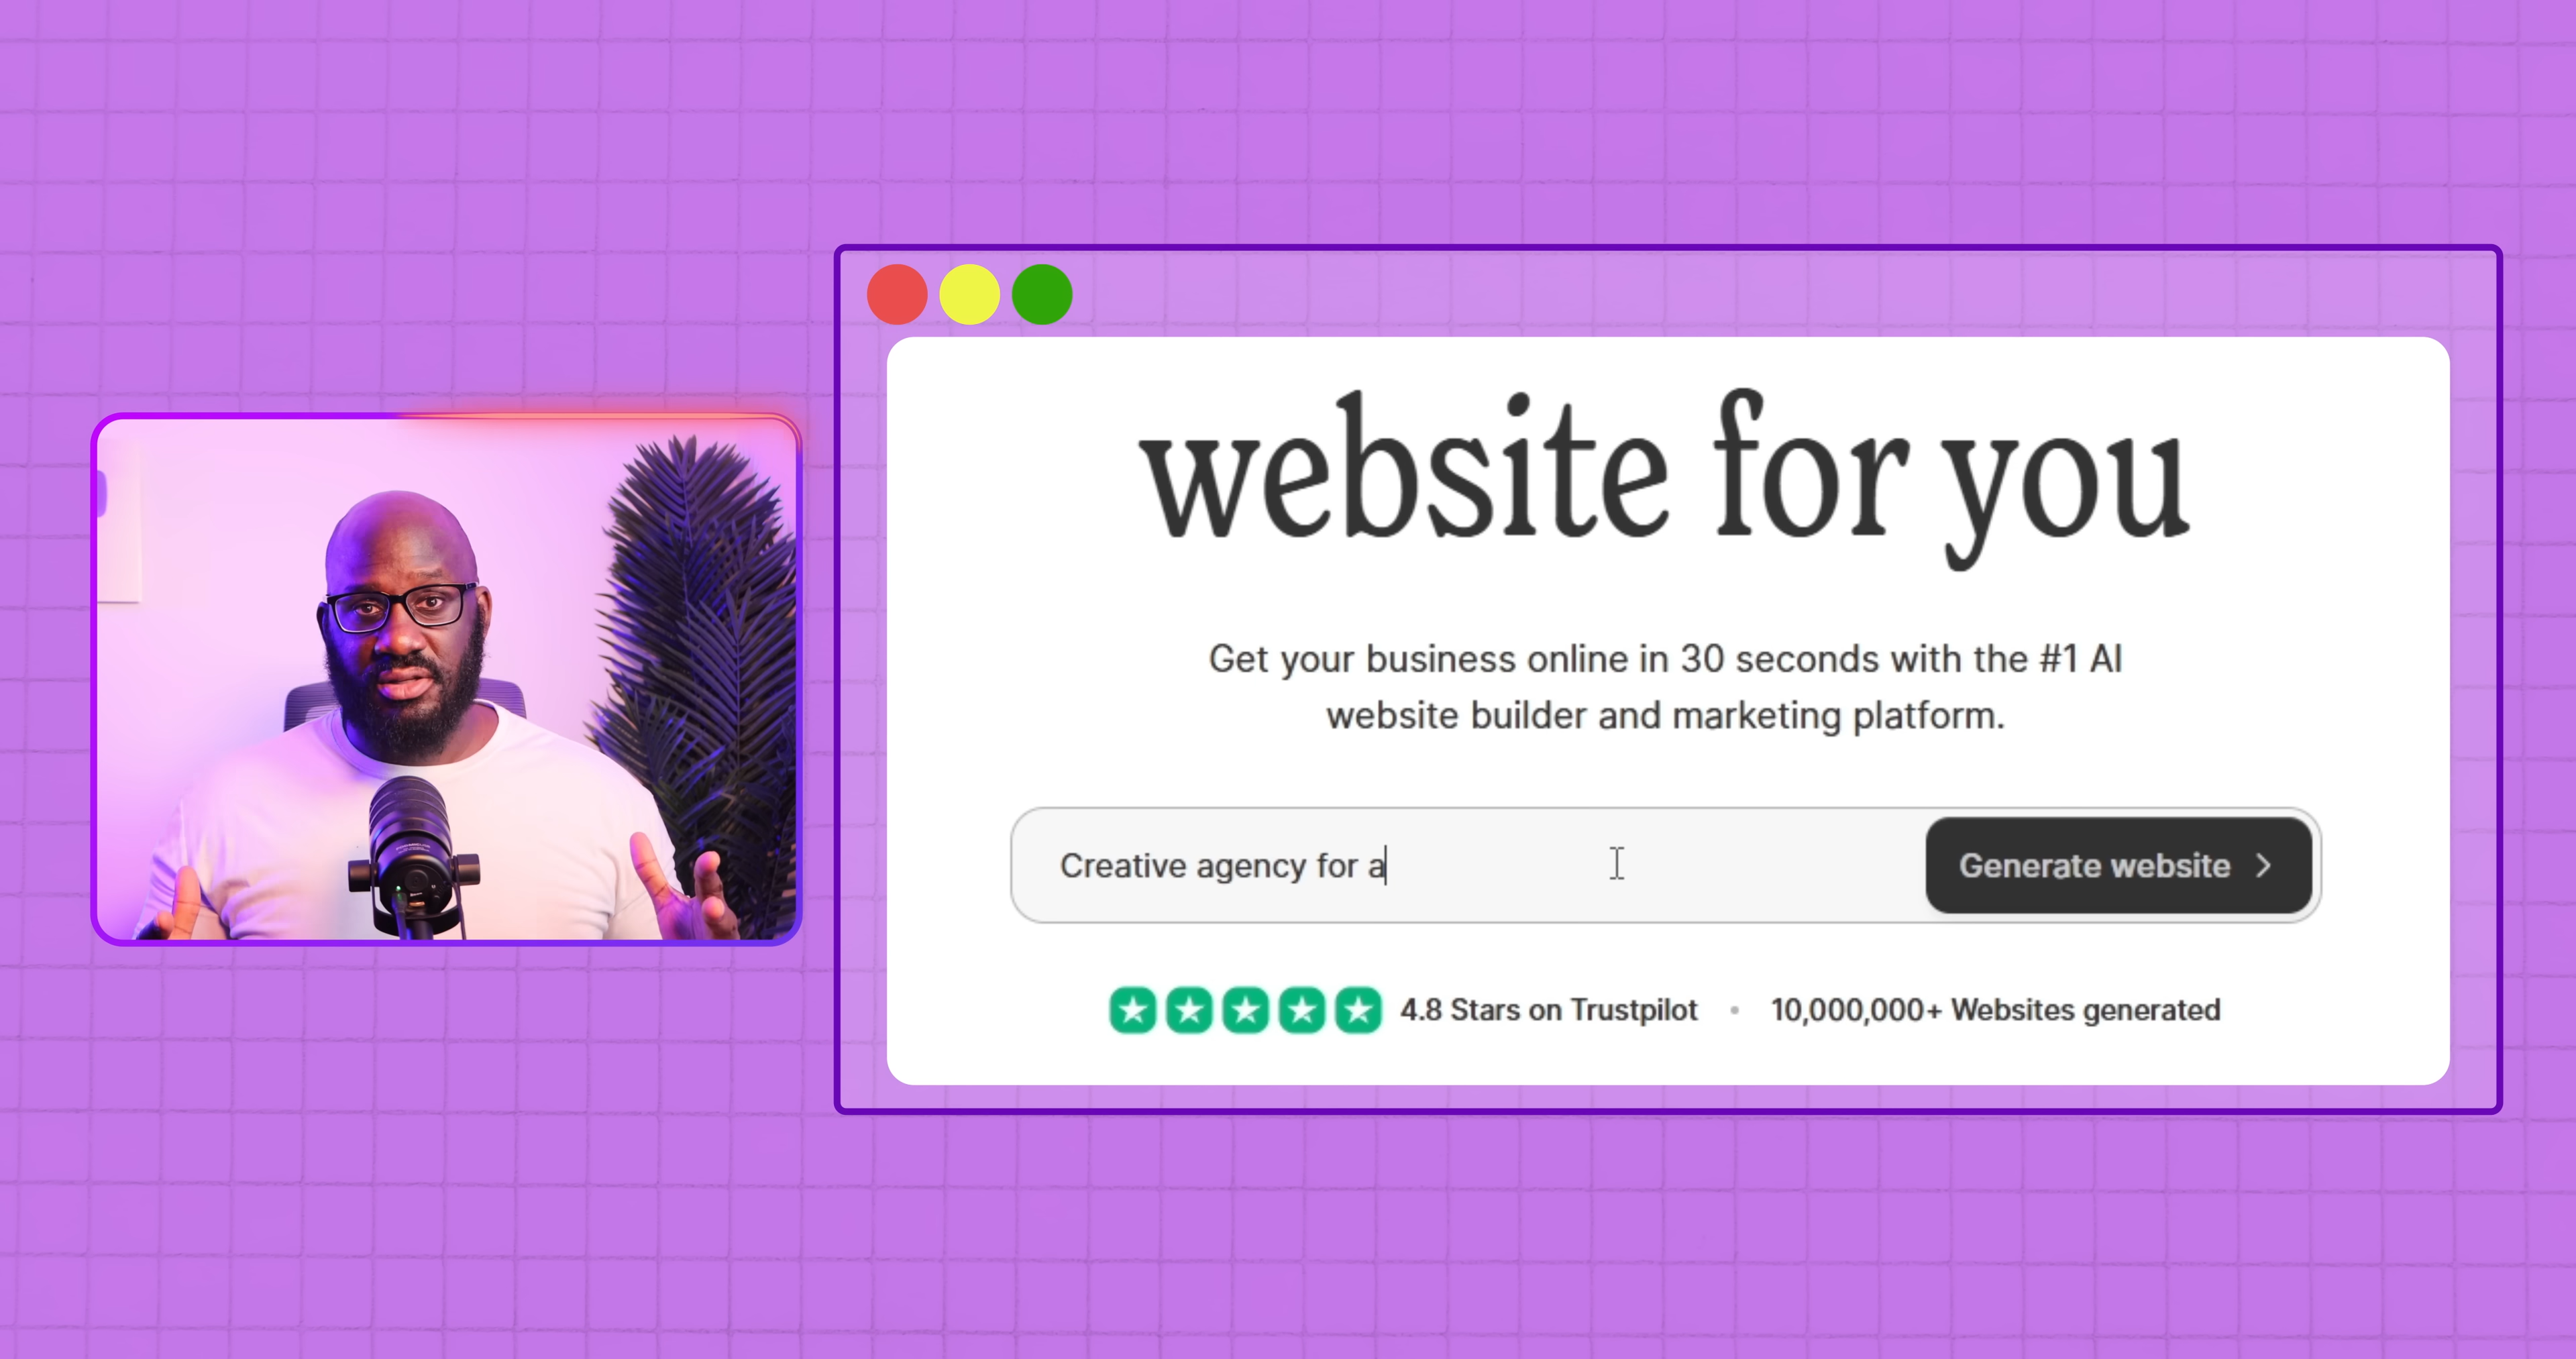 website for you
Get your business online in 30 seconds with the #1 AI
website builder and marketing platform.
Creative agency for a
Generate website
4.8 Stars on Trustpilot • 10,000,000+ Websites generated